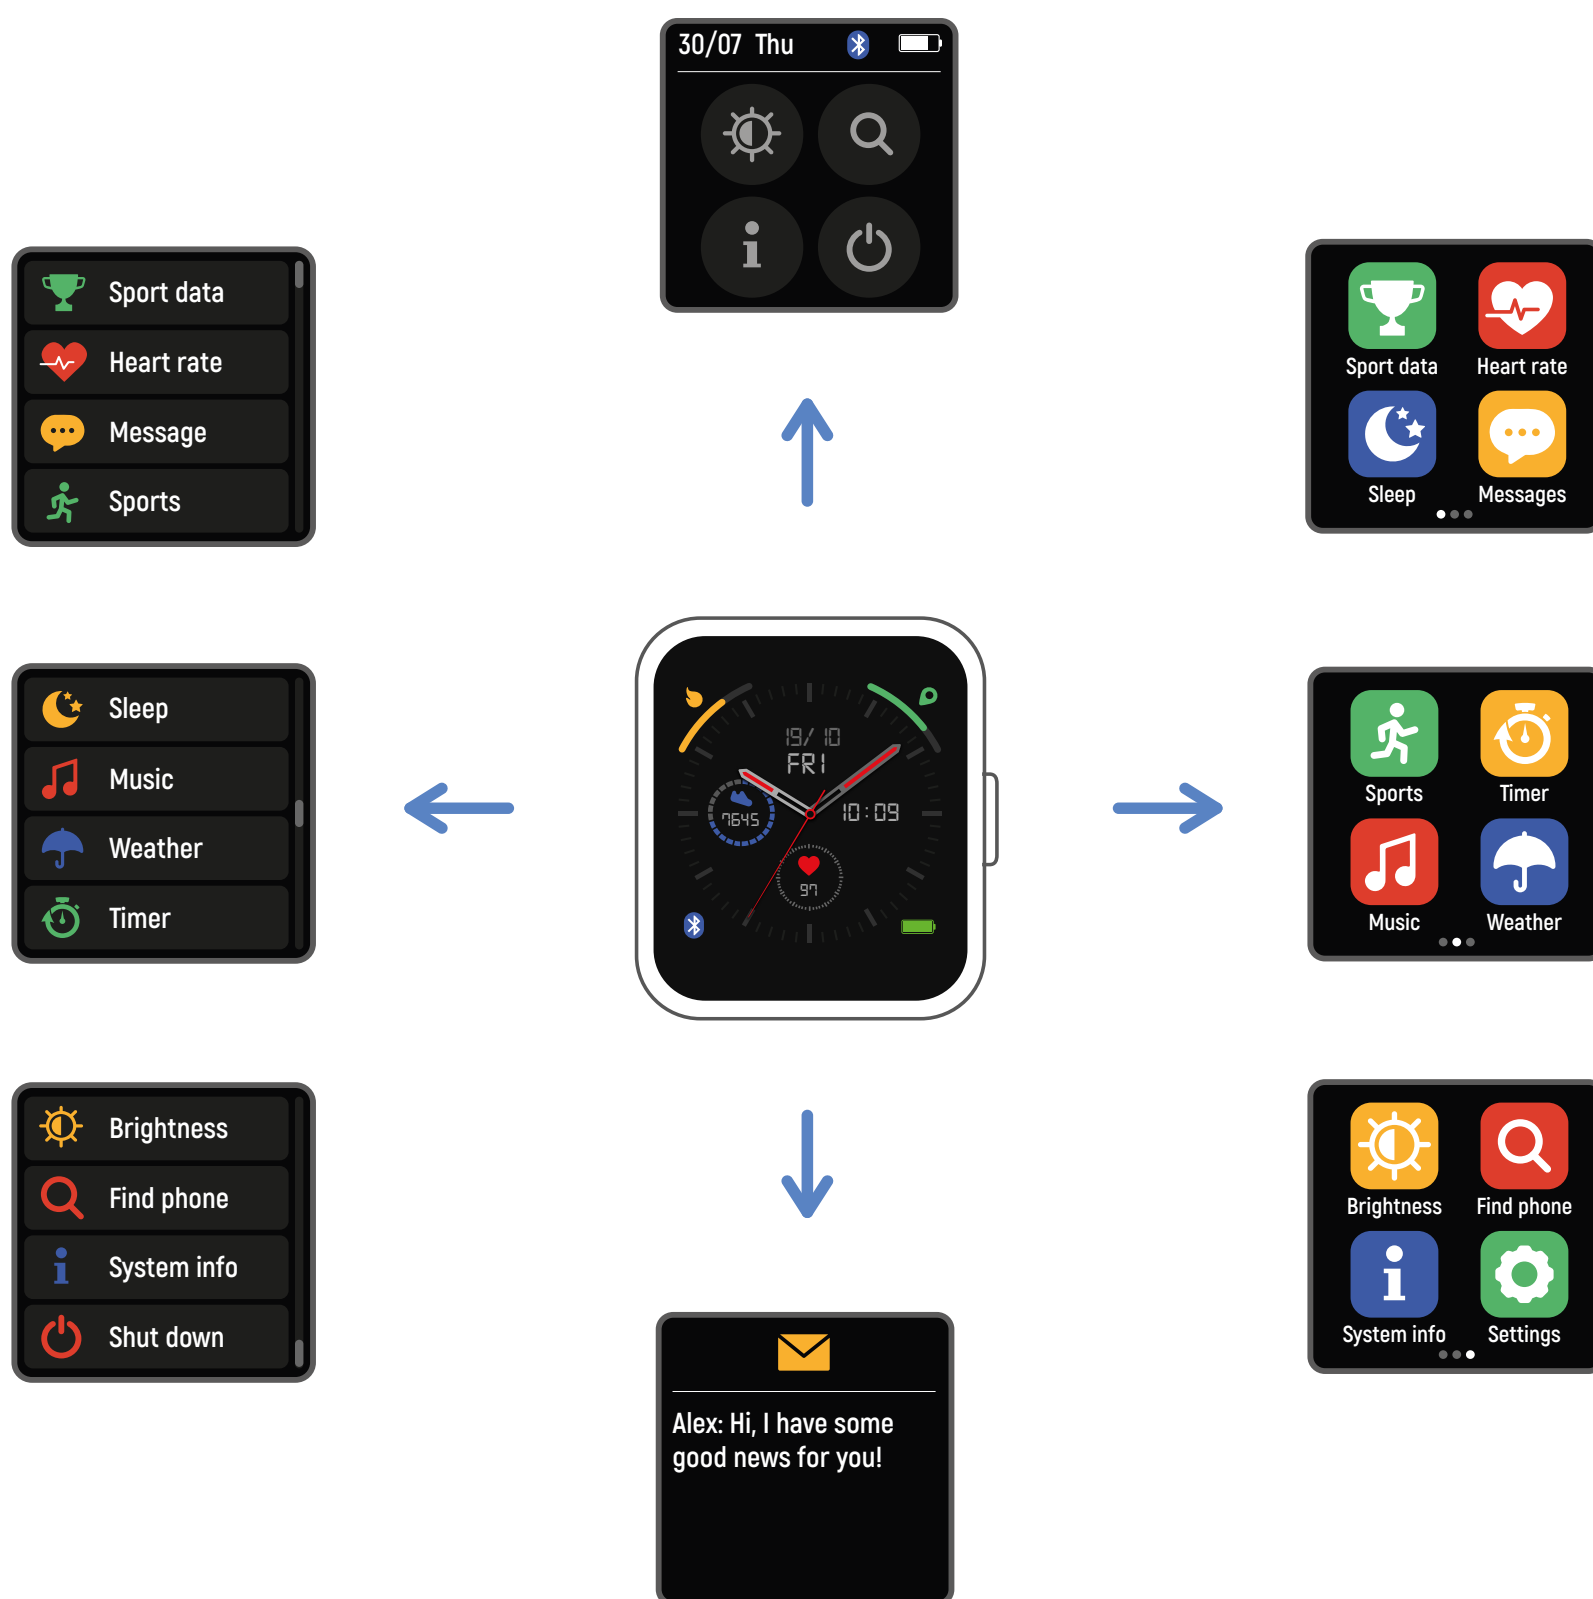 30/07 Thu
Sport data
Heart rate
Message
Sports
Sport data Heart rate
Sleep Messages
Sleep
Music
Weather
Timer
19/ 10
FRI
7645
10:09
97
Sports Timer
Music Weather
Brightness
Find phone
System info
Shut down
Brightness Find phone
System info Settings
Alex: Hi, I have some
good news for you!